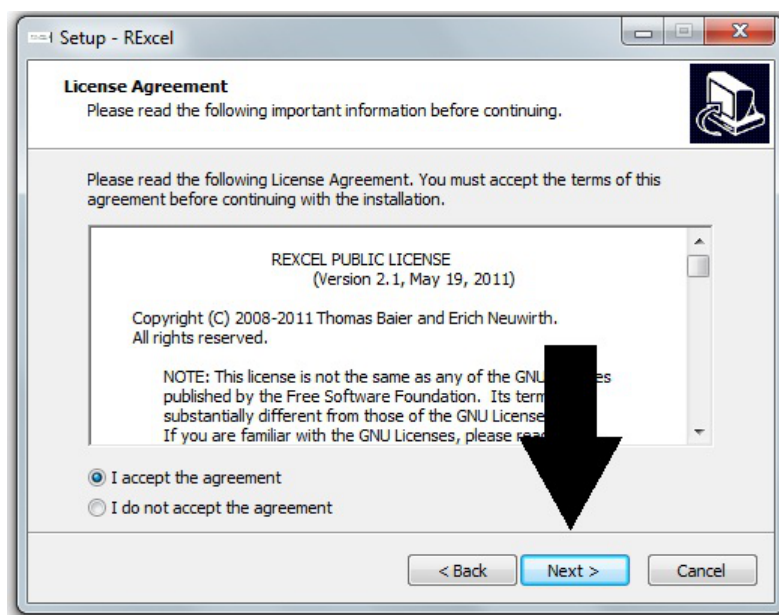 Setup - RExcel
License Agreement
Please read the following important information before continuing.
Please read the following License Agreement. You must accept the terms of this
agreement before continuing with the installation.
REXCEL PUBLIC LICENSE
(Version 2.1, May 19, 2011)
Copyright (C) 2008-2011 Thomas Baier and Erich Neuwirth.
All rights reserved.
NOTE: This license is not the same as any of the GNU
published by the Free Software Foundation. Its
substantially different from those of the GNU License
If you are familiar with the GNU Licenses, please
I accept the agreement
I do not accept the agreement
< Back
Next >
Cancel